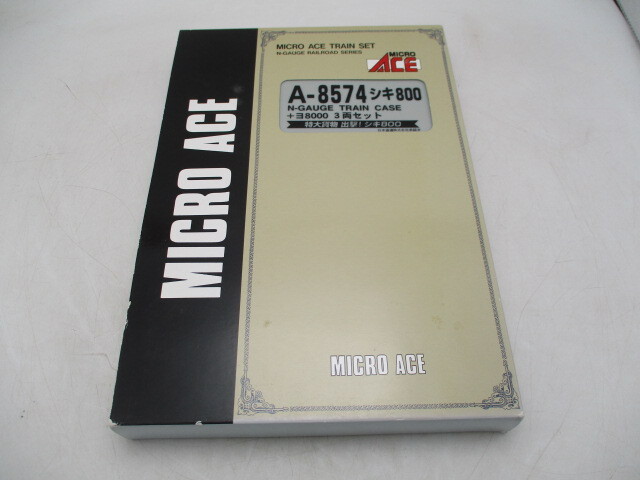 MICRO ACE TRAIN SET
N-GAUGE RAILROAD SERIES
MICRO
ACE
A-8574 シキ800
N-GAUGE TRAIN CASE
+ヨ8000 3両セット
特大貨物 出撃!シキ800
MICRO ACE
MICRO ACE